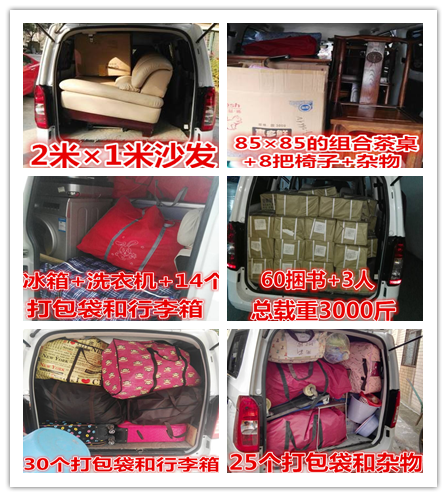 2米×1米沙发
85×85的组合茶桌
+8把椅子+杂物
冰箱+洗衣机+14个
打包袋和行李箱
60捆书+3人
总载重3000斤
30个打包袋和行李箱
25个打包袋和杂物